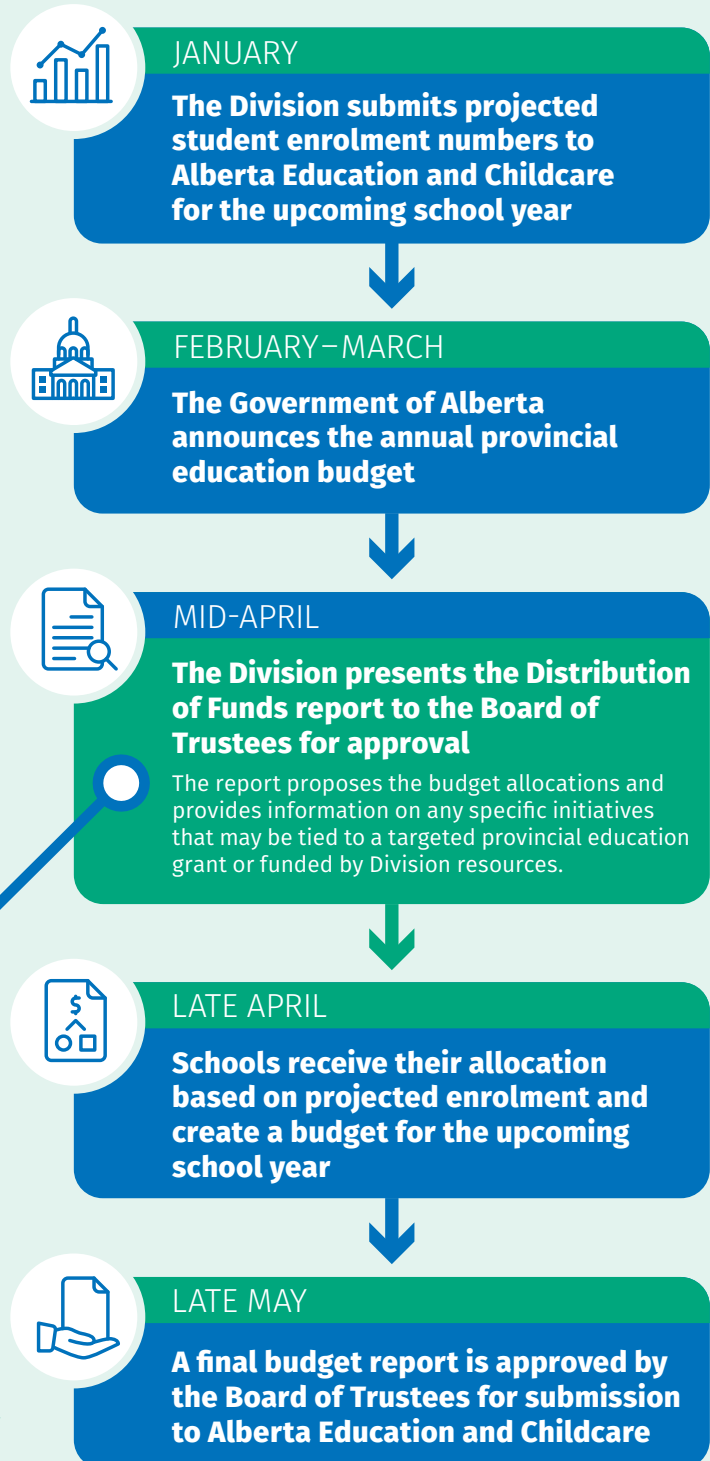 JANUARY
The Division submits projected
student enrolment numbers to
Alberta Education and Childcare
for the upcoming school year
FEBRUARY–MARCH
The Government of Alberta
announces the annual provincial
education budget
MID-APRIL
The Division presents the Distribution
of Funds report to the Board of
Trustees for approval
The report proposes the budget allocations and
provides information on any specific initiatives
that may be tied to a targeted provincial education
grant or funded by Division resources.
$
LATE APRIL
Schools receive their allocation
based on projected enrolment and
create a budget for the upcoming
school year
LATE MAY
A final budget report is approved by
the Board of Trustees for submission
to Alberta Education and Childcare